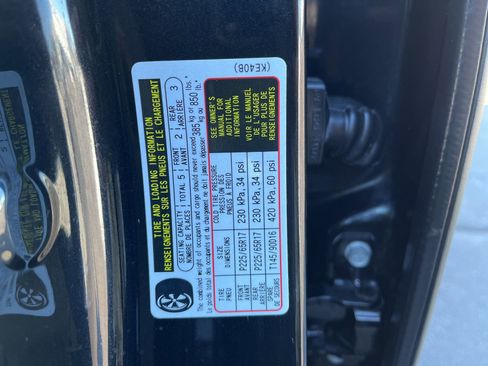 TIRE AND LOADING INFORMATION
RENSEIGNEMENTS SUR LES PNEUS ET LE CHARGEMENT
SEATING CAPACITY
NOMBRE DE PLACES
TOTAL 5
FRONT
AVANT
2
REAR
ARRIÈRE
3
The combined weight of occupants and cargo should never exceed 385 kg or 850 lbs.
Le poids total des occupants et du chargement ne doit jamais dépasser 385 kg ou 850 lb.
TIRE
PNEU
SIZE
DIMENSIONS
COLD TIRE PRESSURE
PRESSION DES
PNEUS A FROID
FRONT
AVANT
P225/65R17
230 kPa, 34 psi
REAR
ARRIÈRE
P225/65R17
230 kPa, 34 psi
SPARE
DE SECOURS
T145/90D16
420 kPa, 60 psi
SEE OWNER'S
MANUAL FOR
ADDITIONAL
INFORMATION
VOIR LE MANUEL
DE L'USAGER
POUR PLUS DE
RENSEIGNEMENTS
(KE40B)